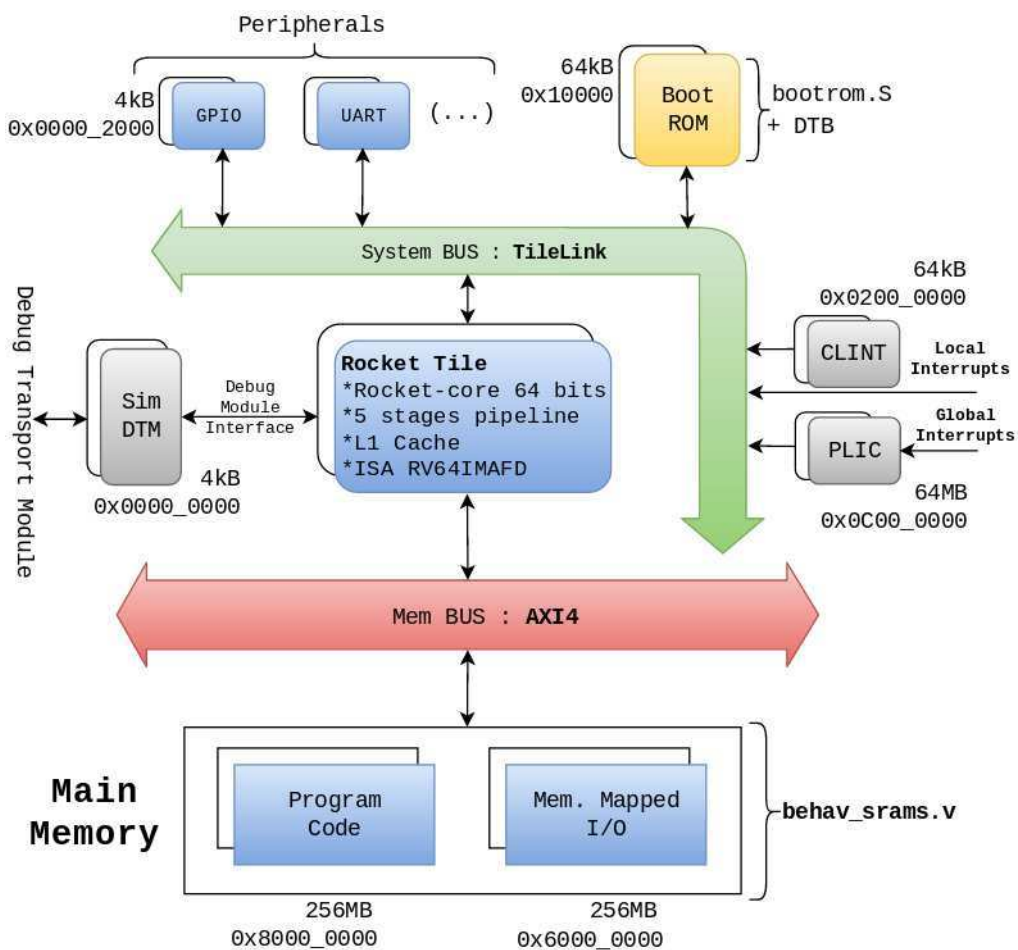 Peripherals
4kB
0x0000_2000
GPIO
UART
(...)
64kB
0x10000
Boot
ROM
bootrom.S
+ DTB
System BUS : TileLink
64kB
0x0200_0000
CLINT
Local
Interrupts
Global
Interrupts
PLIC
64MB
0x0C00_0000
Debug Transport Module
Sim
DTM
4kB
0x0000_0000
Debug
Module
Interface
Rocket Tile
*Rocket-core 64 bits
*5 stages pipeline
*L1 Cache
*ISA RV64IMAFD
Mem BUS : AXI4
Main
Memory
Program
Code
Mem. Mapped
I/O
behav_srams.v
256MB
0x8000_0000
256MB
0x6000_0000